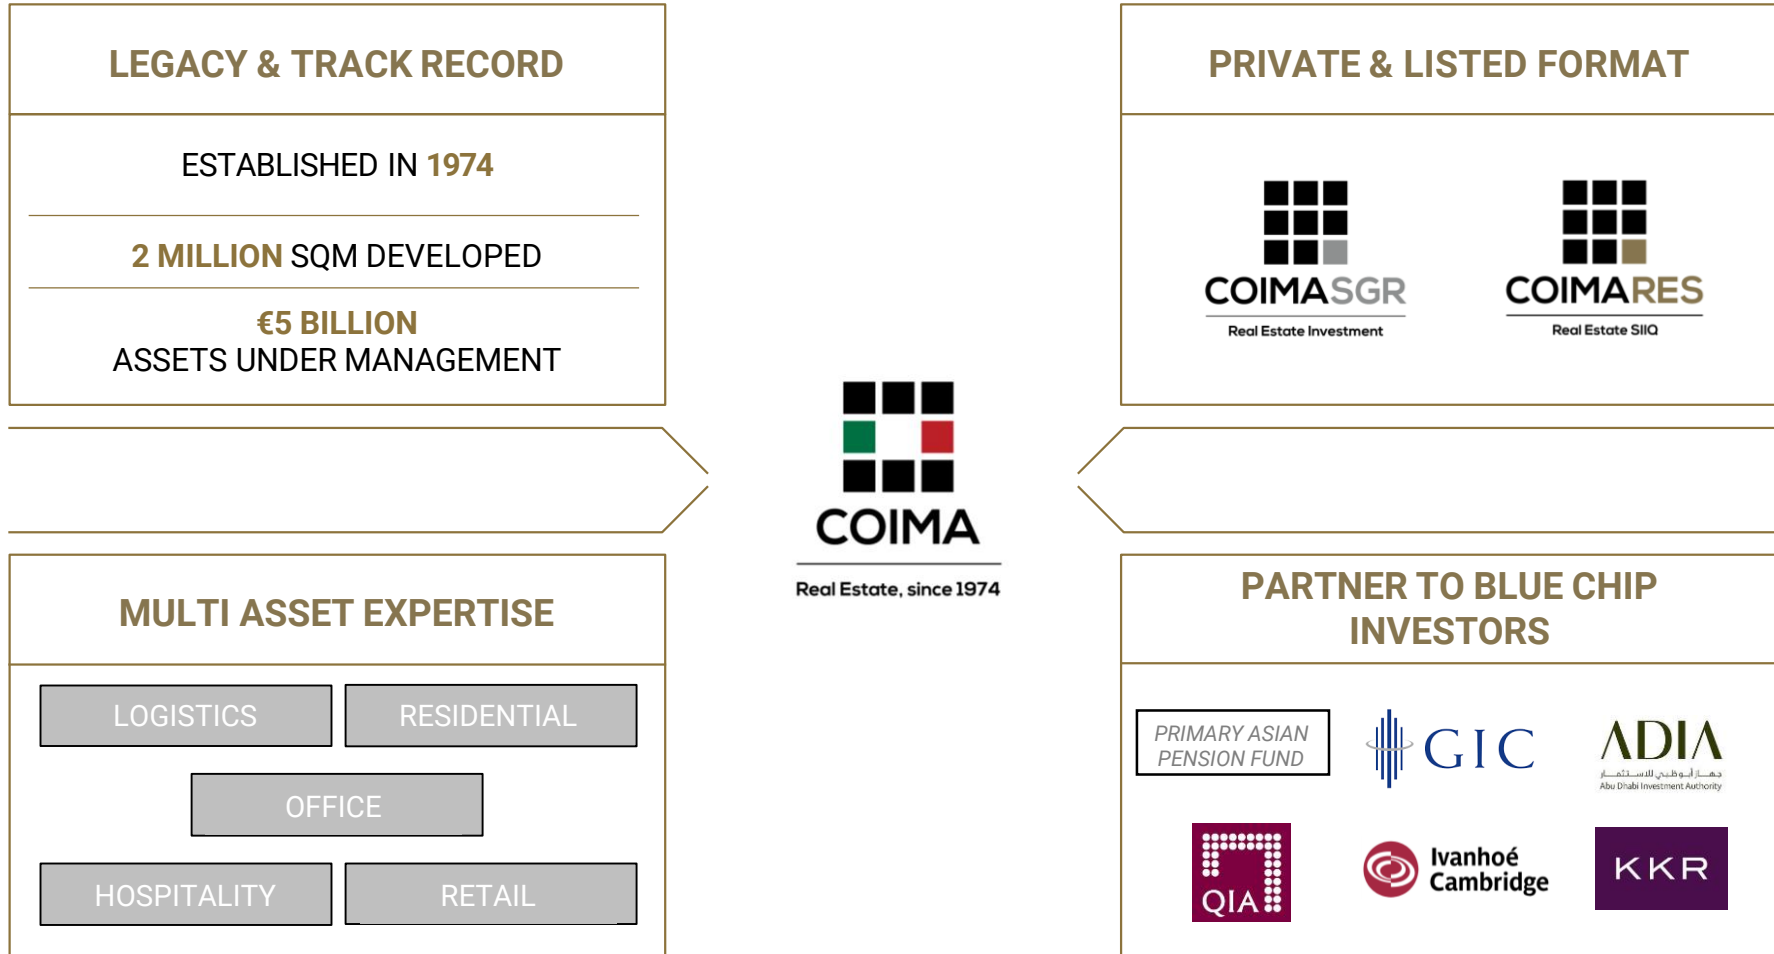 LEGACY & TRACK RECORD
ESTABLISHED IN 1974
2 MILLION SQM DEVELOPED
€5 BILLION
ASSETS UNDER MANAGEMENT
PRIVATE & LISTED FORMAT
COIMASGR
Real Estate Investment
COIMARES
Real Estate SIIQ
COIMA
Real Estate, since 1974
MULTI ASSET EXPERTISE
LOGISTICS
RESIDENTIAL
OFFICE
HOSPITALITY
RETAIL
PARTNER TO BLUE CHIP
INVESTORS
PRIMARY ASIAN
PENSION FUND
GIC
ADIA
جهاز أبوظبي للاستثمار
Abu Dhabi Investment Authority
QIA
Ivanhoé
Cambridge
KKR